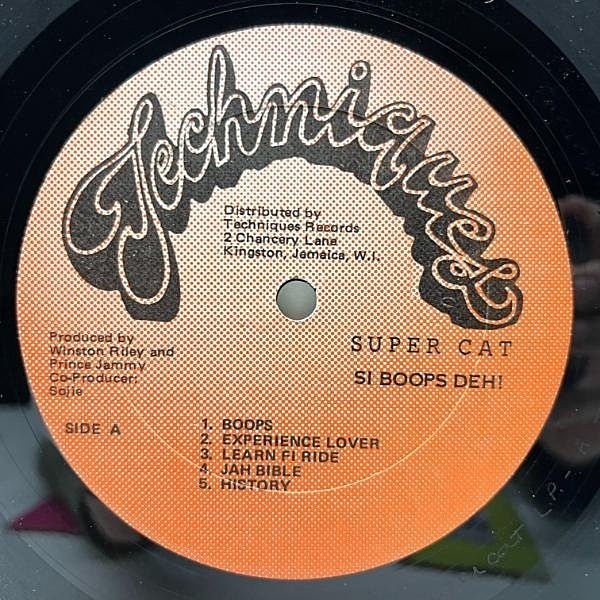 Techniques
Distributed by
Techniques Records
2 Chancery Lane
Kingston, Jamaica, W.I.
Produced by
Winston Riley and
Prince Jammy
Co-Producer:
Sojie
SUPER CAT
SI BOOPS DEH!
SIDE A
1. BOOPS
2. EXPERIENCE LOVER
3. LEARN FI RIDE
4. JAH BIBLE
5. HISTORY